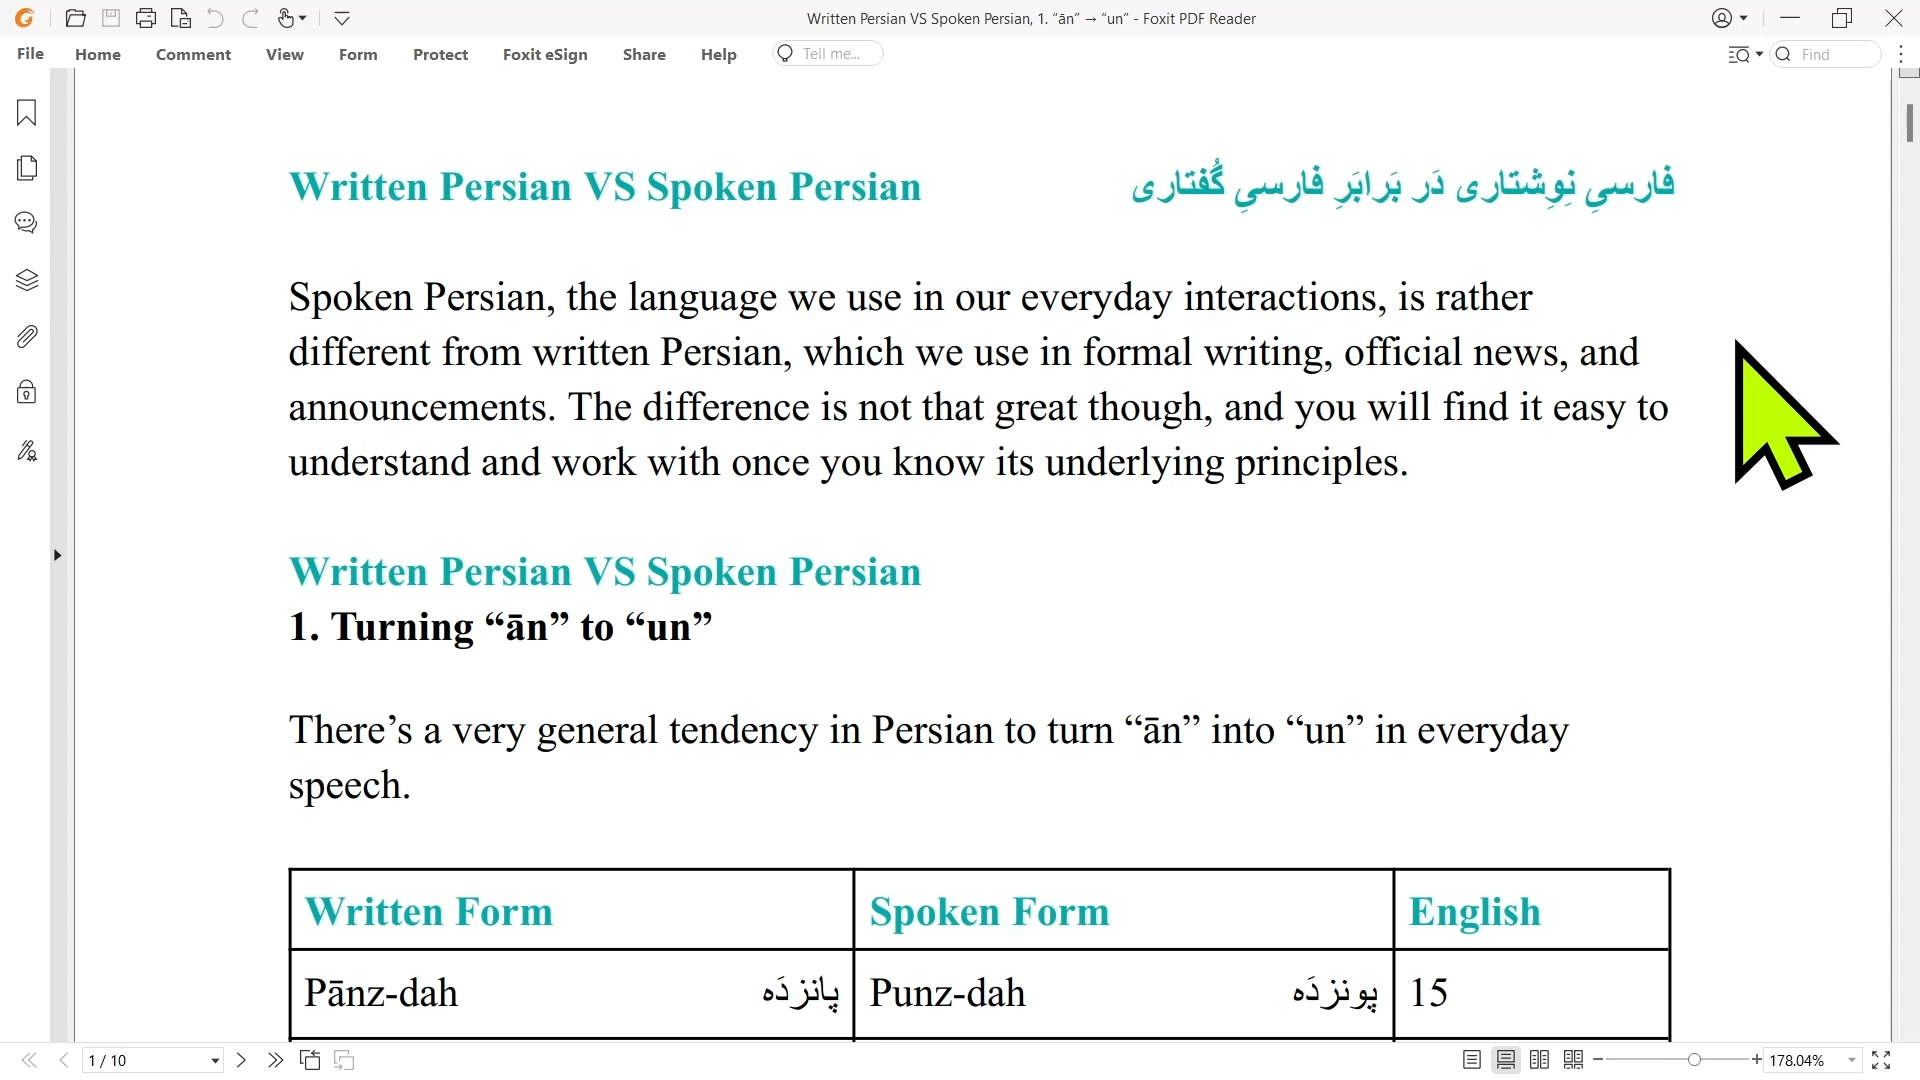 Written Persian VS Spoken Persian, 1. “ān” → “un” - Foxit PDF Reader
File Home Comment View Form Protect Foxit eSign Share Help Tell me... Find
Written Persian VS Spoken Persian فارسیِ نِوِشتاری دَر بَرابَرِ فارسیِ گُفتاری
Spoken Persian, the language we use in our everyday interactions, is rather
different from written Persian, which we use in formal writing, official news, and
announcements. The difference is not that great though, and you will find it easy to
understand and work with once you know its underlying principles.
Written Persian VS Spoken Persian
1. Turning “ān” to “un”
There’s a very general tendency in Persian to turn “ān” into “un” in everyday
speech.
Written Form Spoken Form English
Pānz-dah پانزدَه Punz-dah پونزدَه 15
1 / 10 178.04%